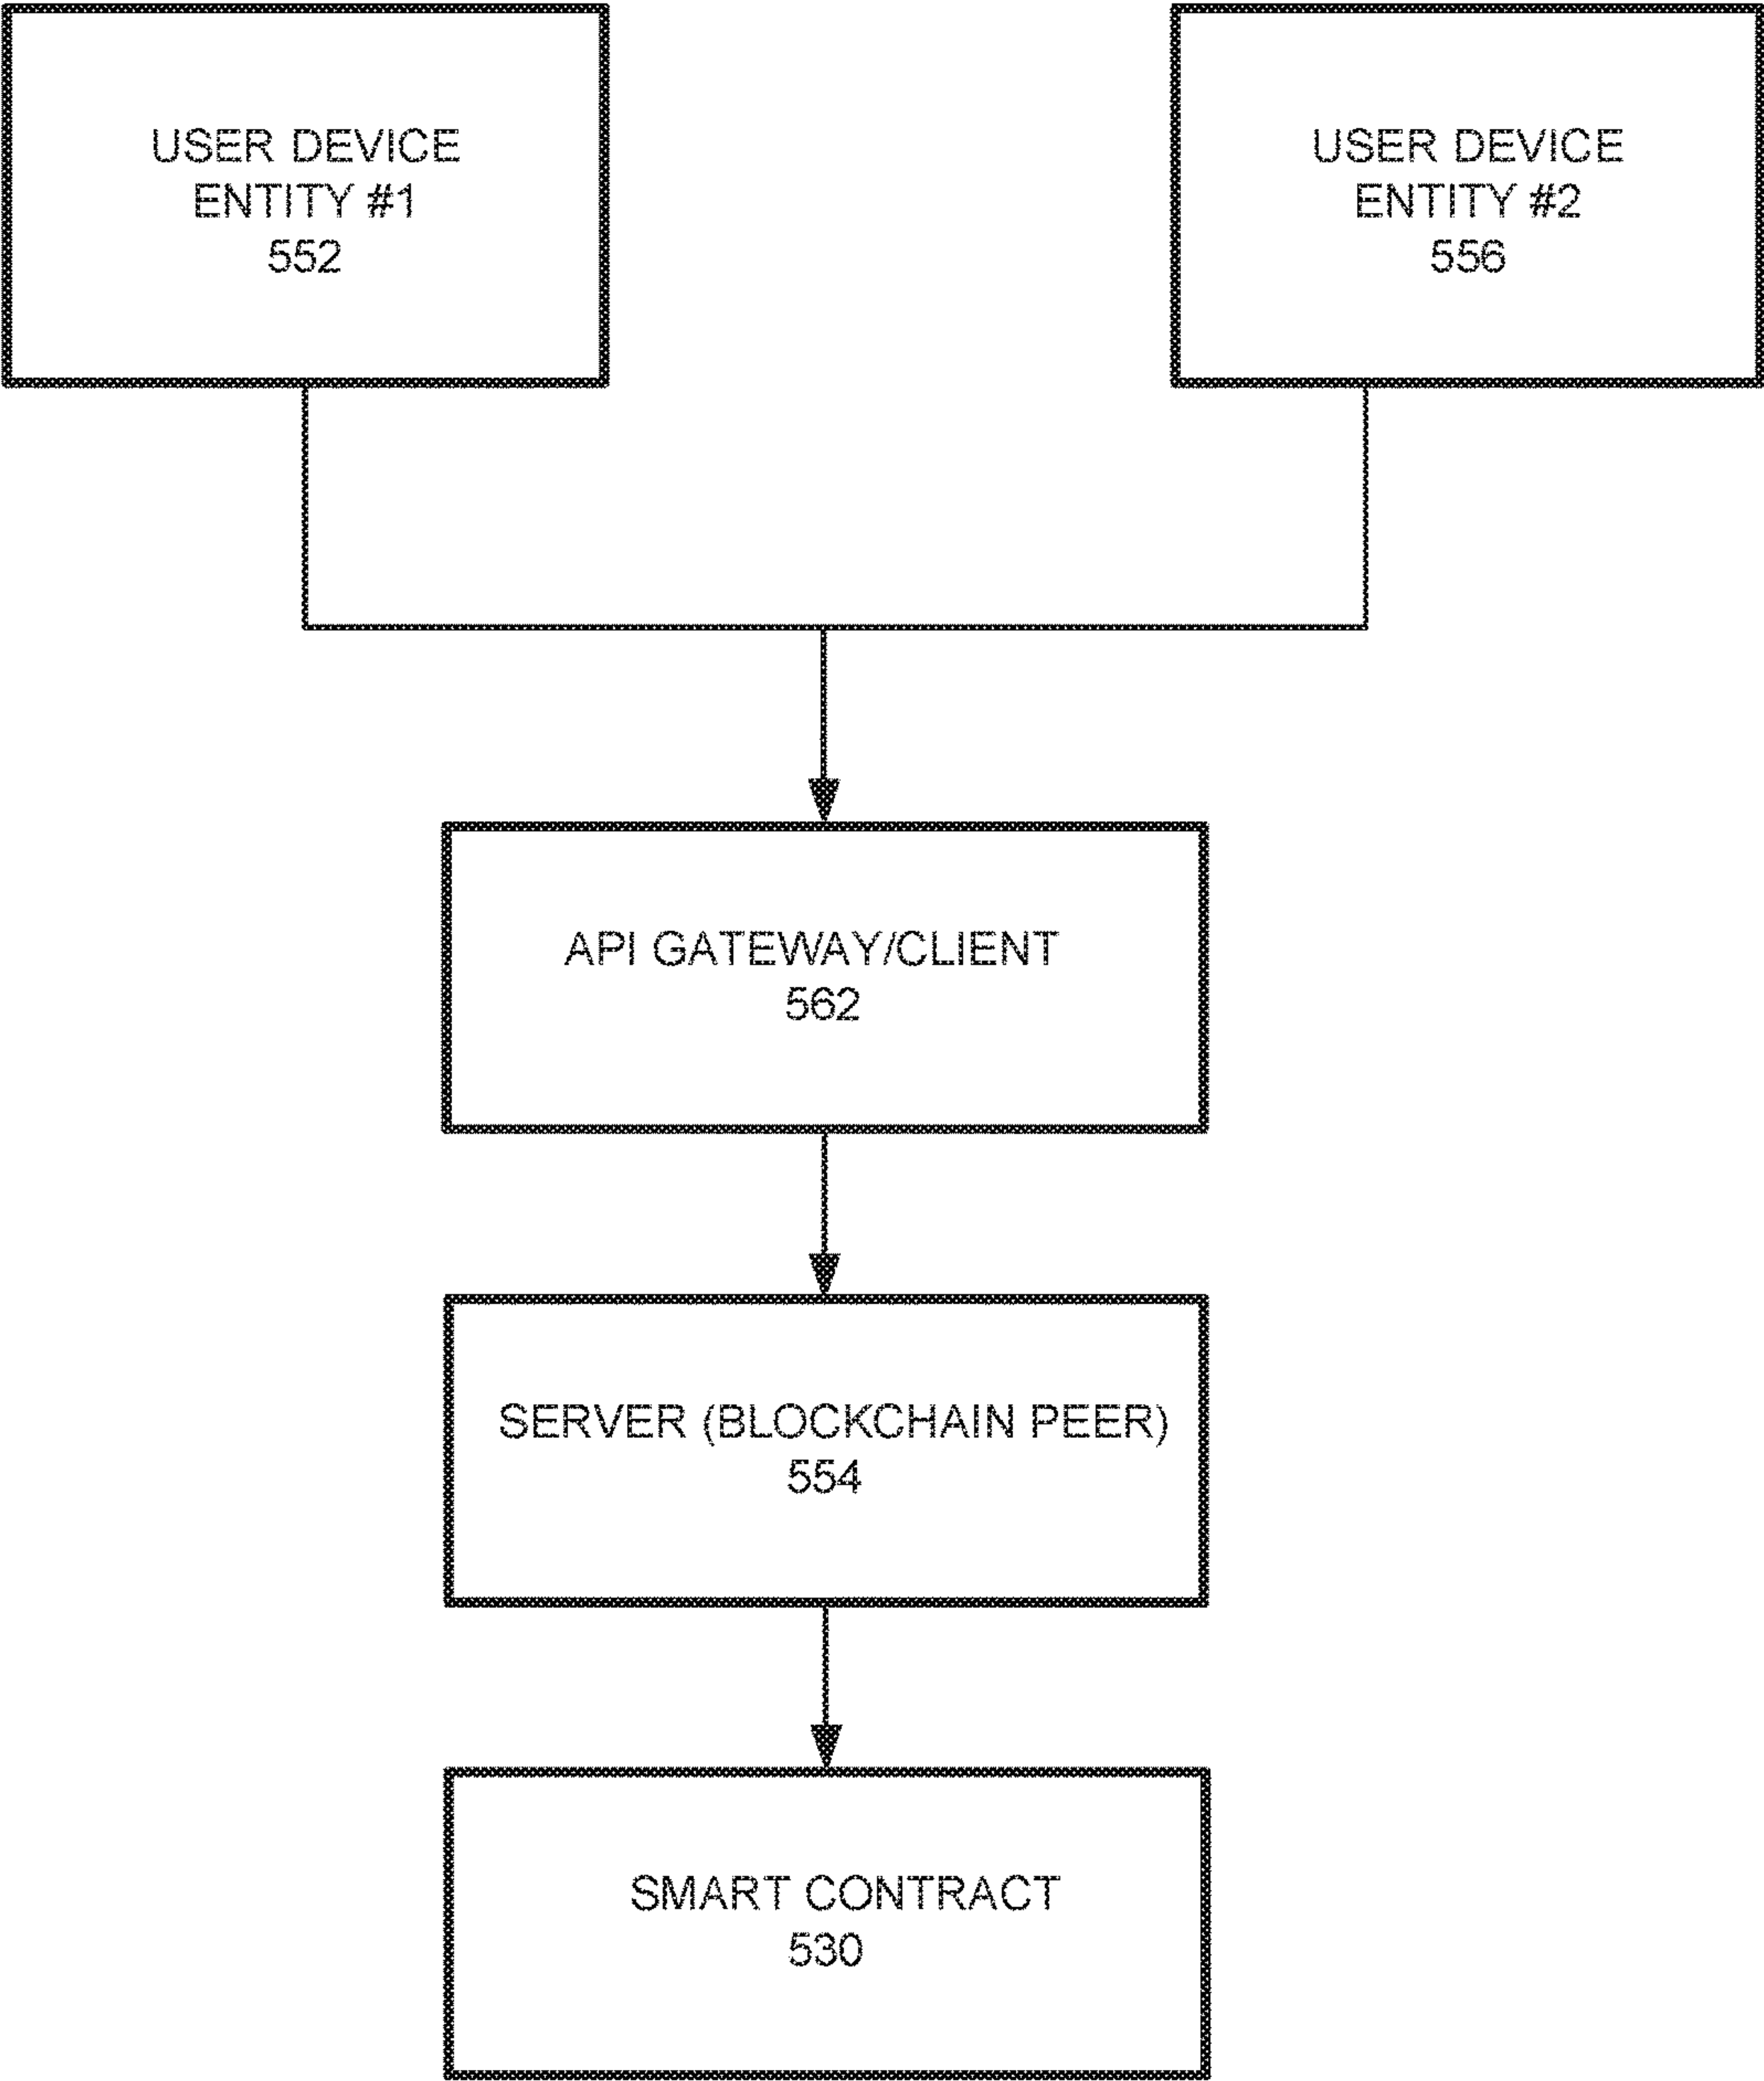 USER DEVICE
ENTITY #1
552
USER DEVICE
ENTITY #2
556
API GATEWAY/CLIENT
562
SERVER (BLOCKCHAIN PEER)
554
SMART CONTRACT
530